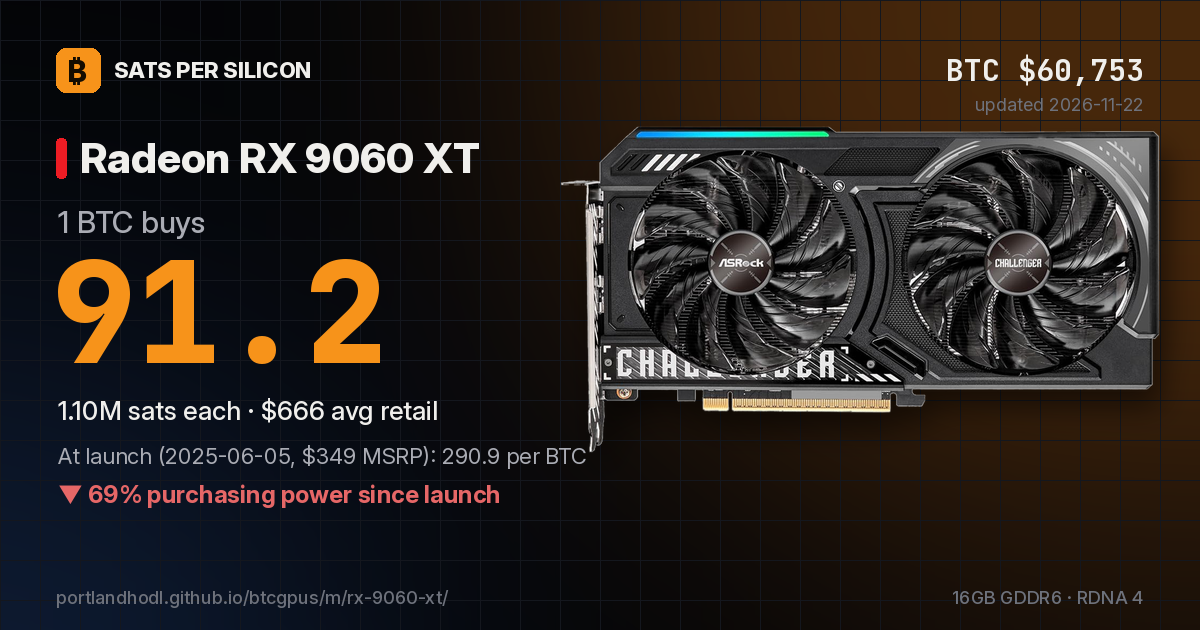 SATS PER SILICON
BTC $60,753
updated 2026-11-22
Radeon RX 9060 XT
1 BTC buys
91.2
1.10M sats each · $666 avg retail
At launch (2025-06-05, $349 MSRP): 290.9 per BTC
▼ 69% purchasing power since launch
ASRock
CHALLENGER
portlandhodl.github.io/btcgpus/m/rx-9060-xt/
16GB GDDR6 · RDNA 4